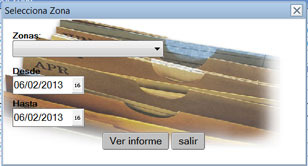 Selecciona Zona
Zonas:
APR
Desde
06/02/2013 16
Hasta
06/02/2013 16
Ver informe salir